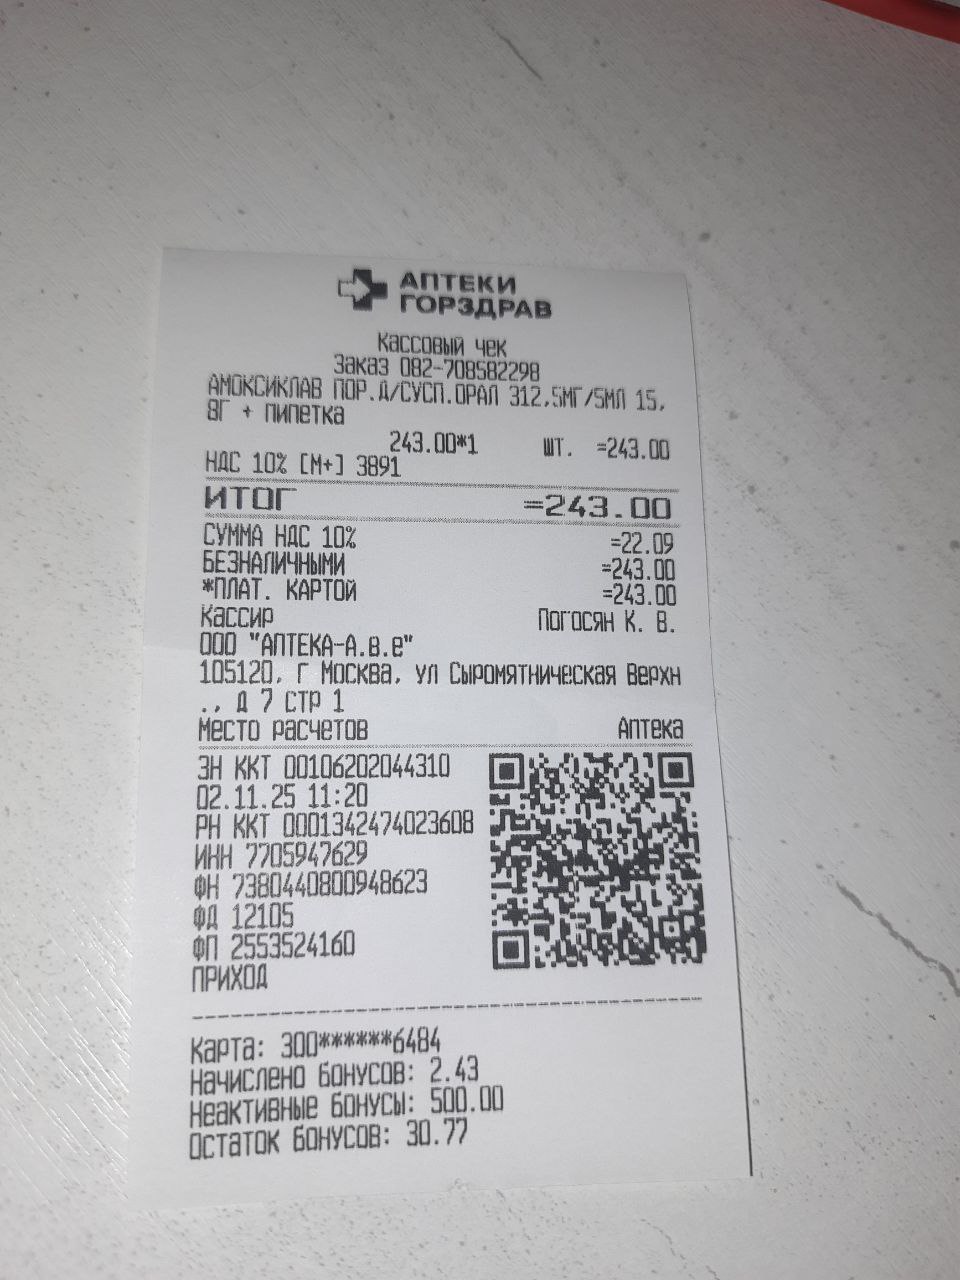 АПТЕКИ
ГОРЗДРАВ
Кассовый чек
Заказ 082-708582298
АМОКСИКЛАВ ПОР.Д/СУСП.ОРАЛ 312,5МГ/5МЛ 15,
8Г + пипетка
243.00*1 шт. =243.00
НДС 10% [М+] 3891
ИТОГ =243.00
СУММА НДС 10% =22.09
БЕЗНАЛИЧНЫМИ =243.00
*ПЛАТ. КАРТОЙ =243.00
Кассир Погосян К. В.
ООО "АПТЕКА-А.в.е"
105120, г Москва, ул Сыромятническая Верхн
., д 7 СТР 1
Место расчетов Аптека
ЗН ККТ 00106202044310
02.11.25 11:20
РН ККТ 0001342474023608
ИНН 7705947629
ФН 7380440800948623
ФД 12105
ФП 2553524160
ПРИХОД
Карта: 300******6484
Начислено бонусов: 2.43
Неактивные бонусы: 500.00
Остаток бонусов: 30.77